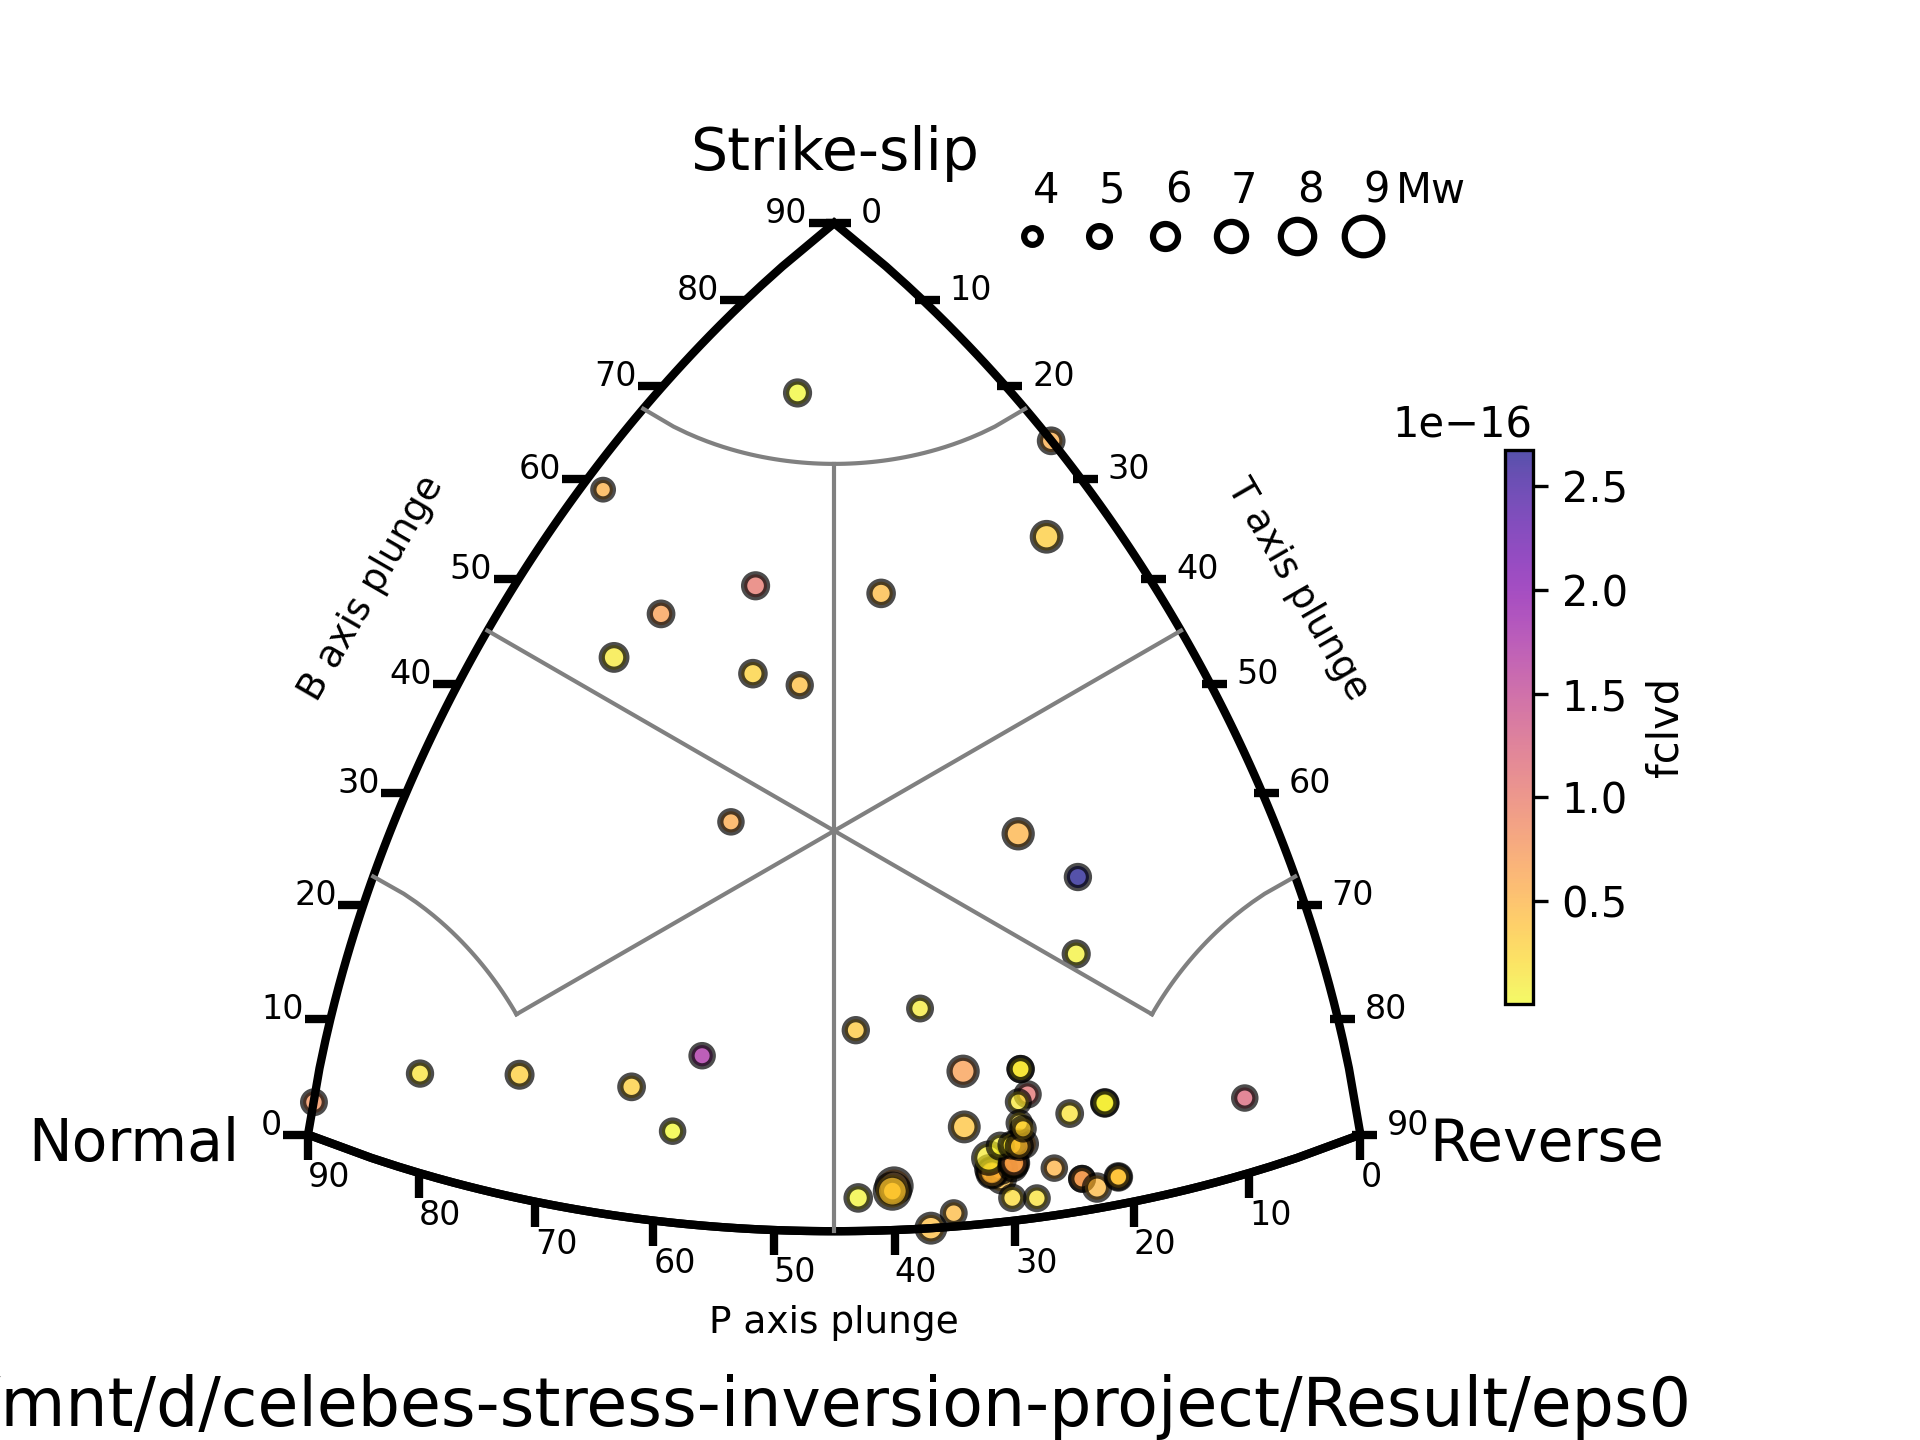 Strike-slip
4 5 6 7 8 9 Mw
90 0
80 10
70 20
60 30
50 40
40 50
30 60
20 70
10 80
0 90
B axis plunge
T axis plunge
1e−16
2.5
2.0
1.5
1.0
0.5
fclvd
Normal
Reverse
90 80 70 60 50 40 30 20 10 0
P axis plunge
mnt/d/celebes-stress-inversion-project/Result/eps0